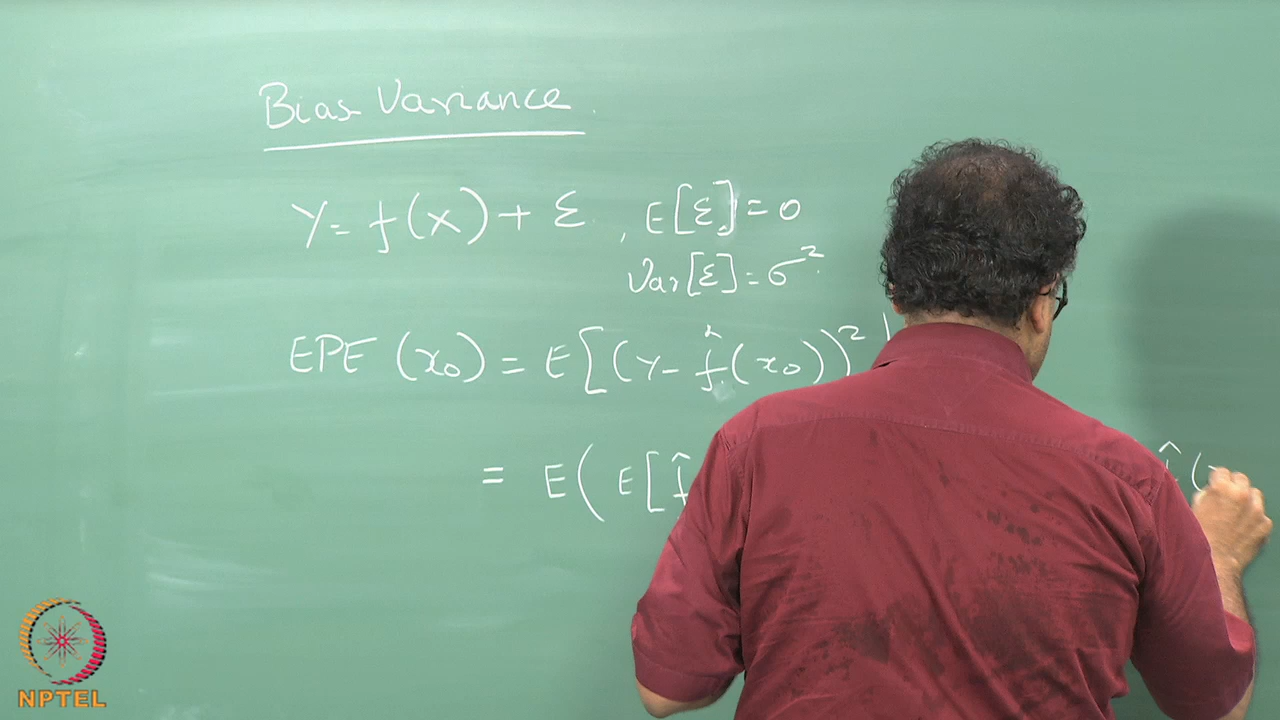 Bias Variance.
Y = f(X) + ε, E[ε] = 0
Var[ε] = σ².
EPE (x₀) = E[(Y - f̂(x₀))² |
= E( E[f̂ f̂(
NPTEL